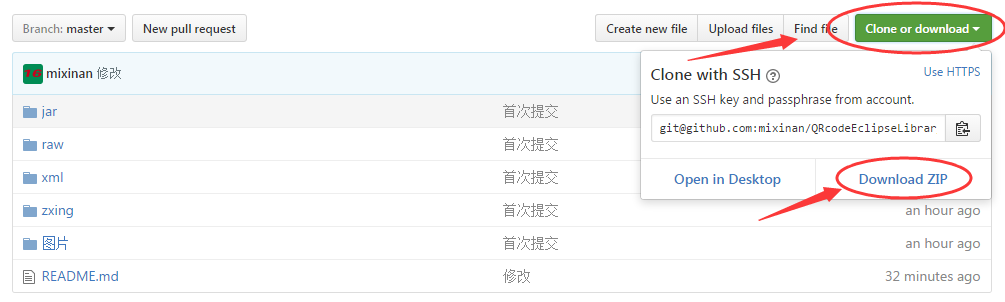 Branch: master New pull request Create new file Upload files Find file Clone or download
16 mixinan 修改
Clone with SSH ?
Use HTTPS
Use an SSH key and passphrase from account.
git@github.com:mixinan/QRcodeEclipseLibrar
Open in Desktop Download ZIP
jar 首次提交
raw 首次提交
xml 首次提交
zxing 首次提交 an hour ago
图片 首次提交 an hour ago
README.md 修改 32 minutes ago